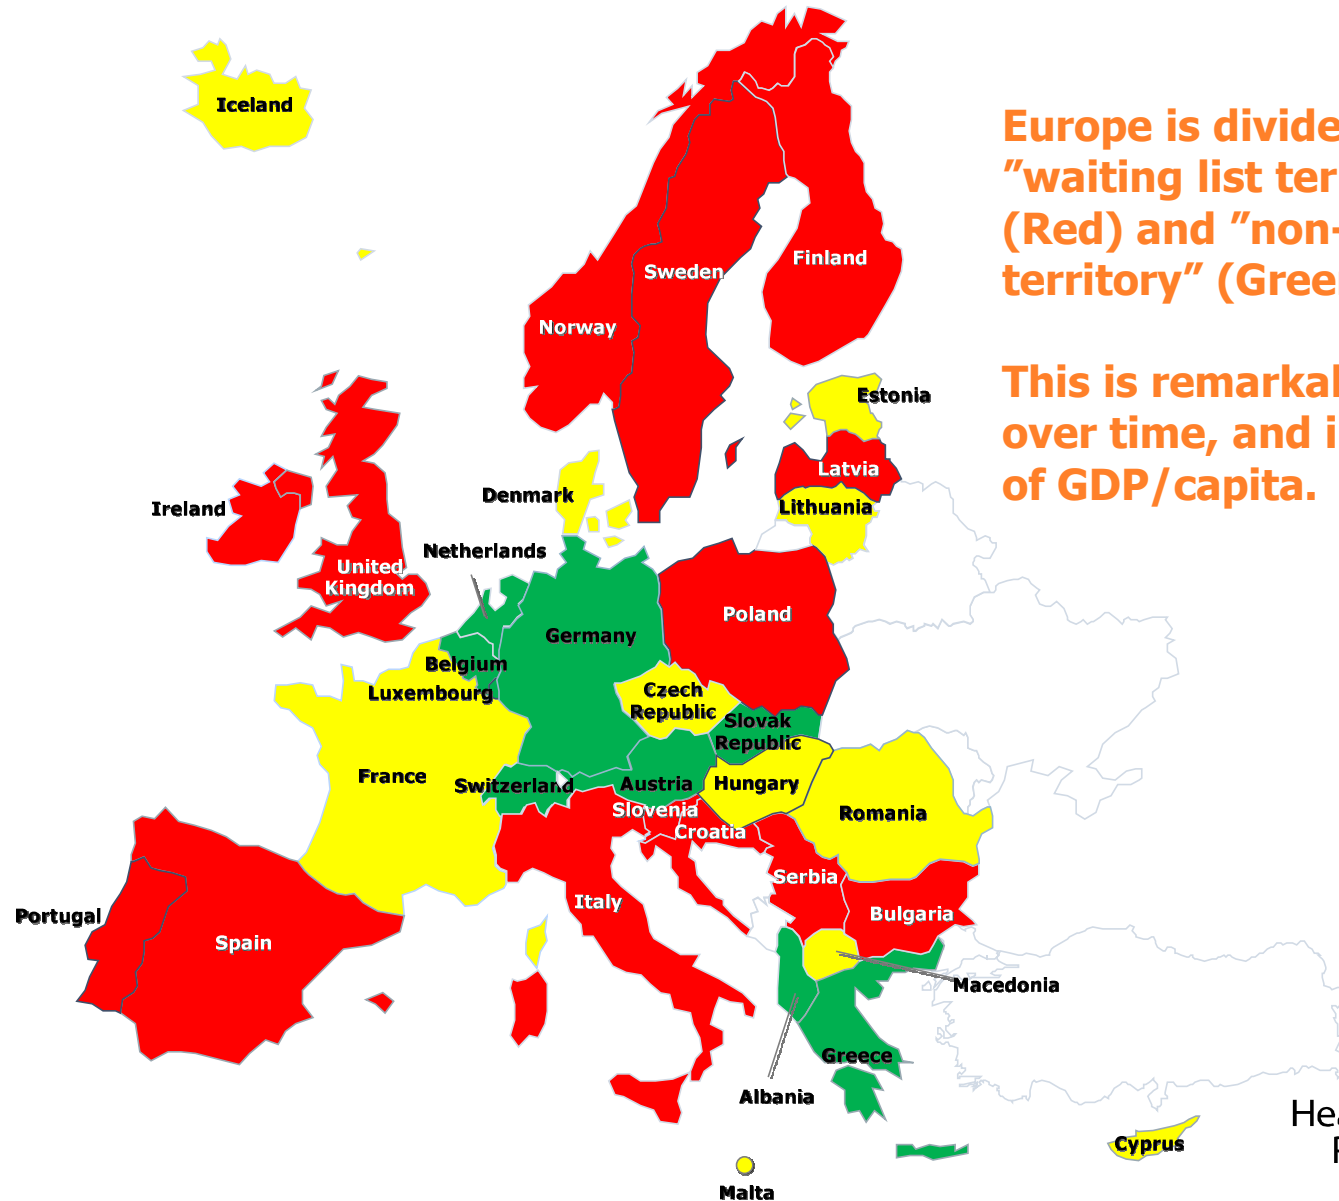 Iceland
Europe is divide
”waiting list ter
(Red) and ”non-
territory” (Gree
Finland
Sweden
Norway
This is remarka
over time, and i
of GDP/capita.
Estonia
Latvia
Denmark
Lithuania
Ireland
Netherlands
United
Kingdom
Poland
Germany
Belgium
Luxembourg
Czech
Republic
Slovak
Republic
France
Switzerland
Austria
Hungary
Slovenia
Romania
Croatia
Serbia
Italy
Bulgaria
Portugal
Spain
Macedonia
Greece
Albania
Hea
Cyprus
Malta